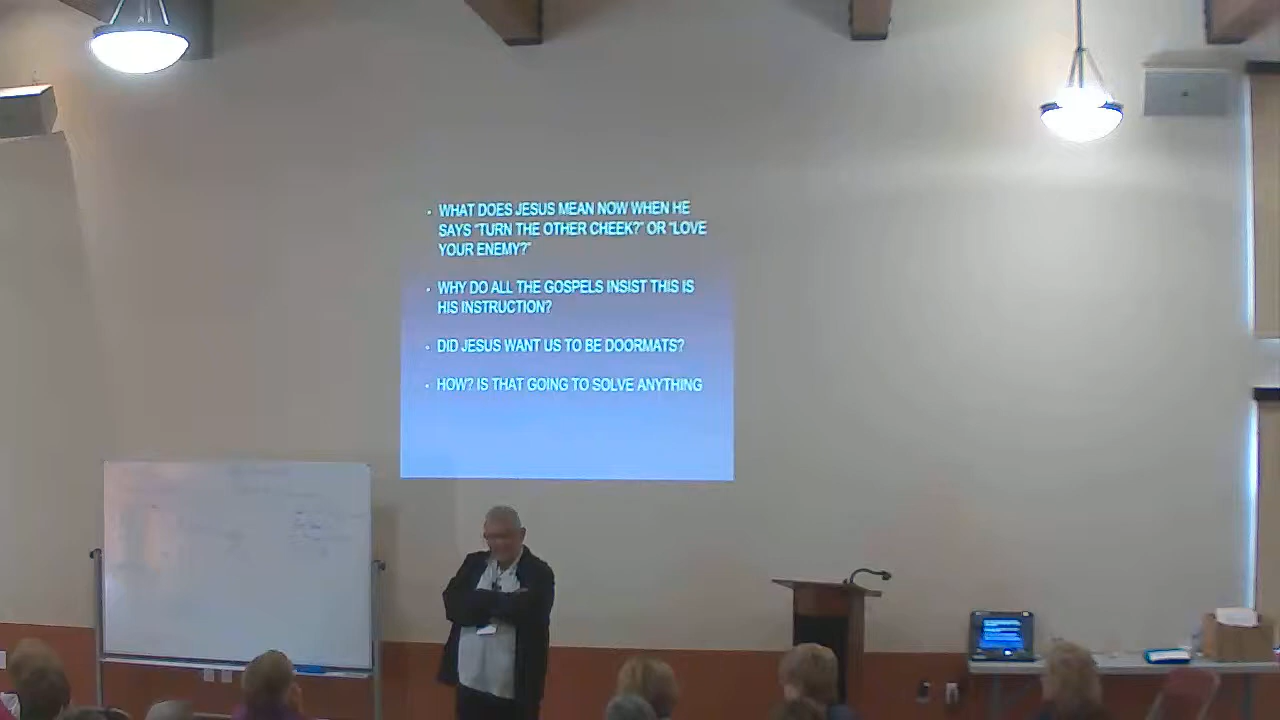 • WHAT DOES JESUS MEAN NOW WHEN HE
SAYS "TURN THE OTHER CHEEK?" OR "LOVE
YOUR ENEMY?"
• WHY DO ALL THE GOSPELS INSIST THIS IS
HIS INSTRUCTION?
• DID JESUS WANT US TO BE DOORMATS?
• HOW? IS THAT GOING TO SOLVE ANYTHING